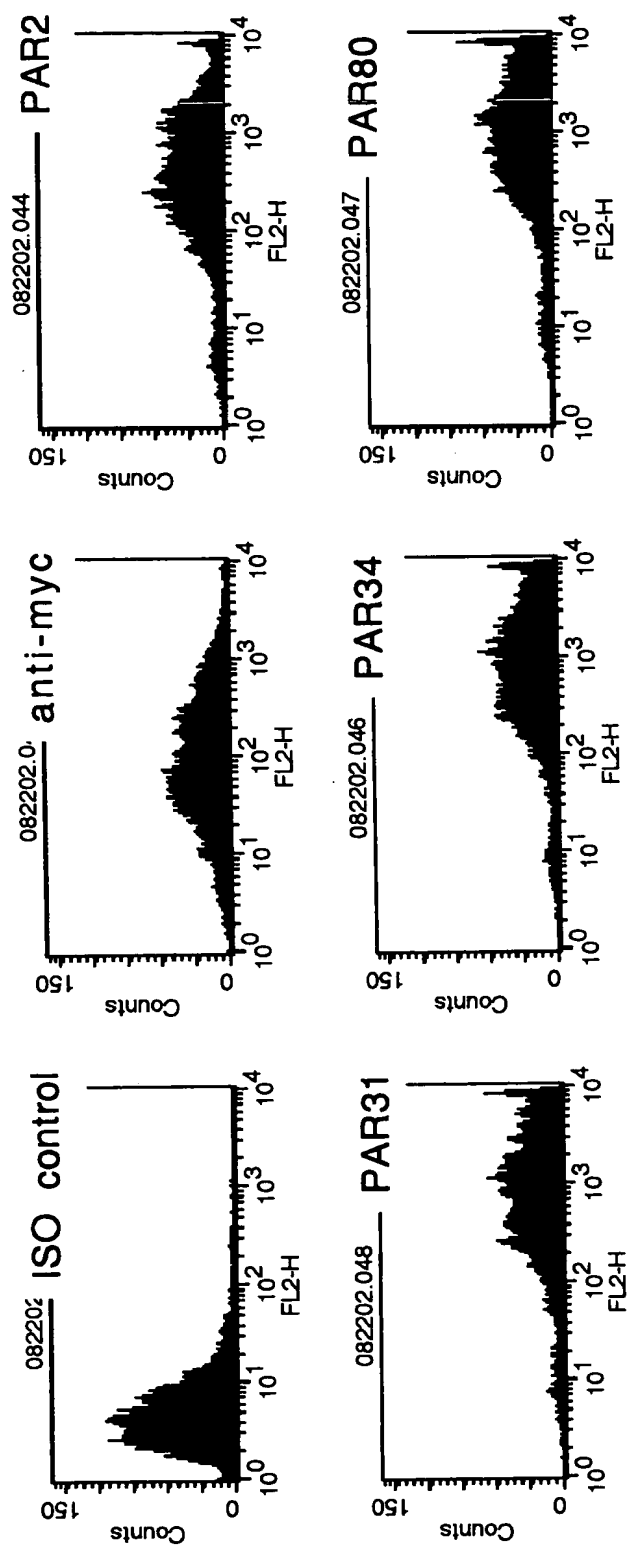 082202 ISO control
150
Counts
0
10^0 10^1 10^2 10^3 10^4
FL2-H
082202.0 anti-myc
150
Counts
0
10^0 10^1 10^2 10^3 10^4
FL2-H
082202.044 PAR2
150
Counts
0
10^0 10^1 10^2 10^3 10^4
FL2-H
082202.048 PAR31
150
Counts
0
10^0 10^1 10^2 10^3 10^4
FL2-H
082202.046 PAR34
150
Counts
0
10^0 10^1 10^2 10^3 10^4
FL2-H
082202.047 PAR80
150
Counts
0
10^0 10^1 10^2 10^3 10^4
FL2-H